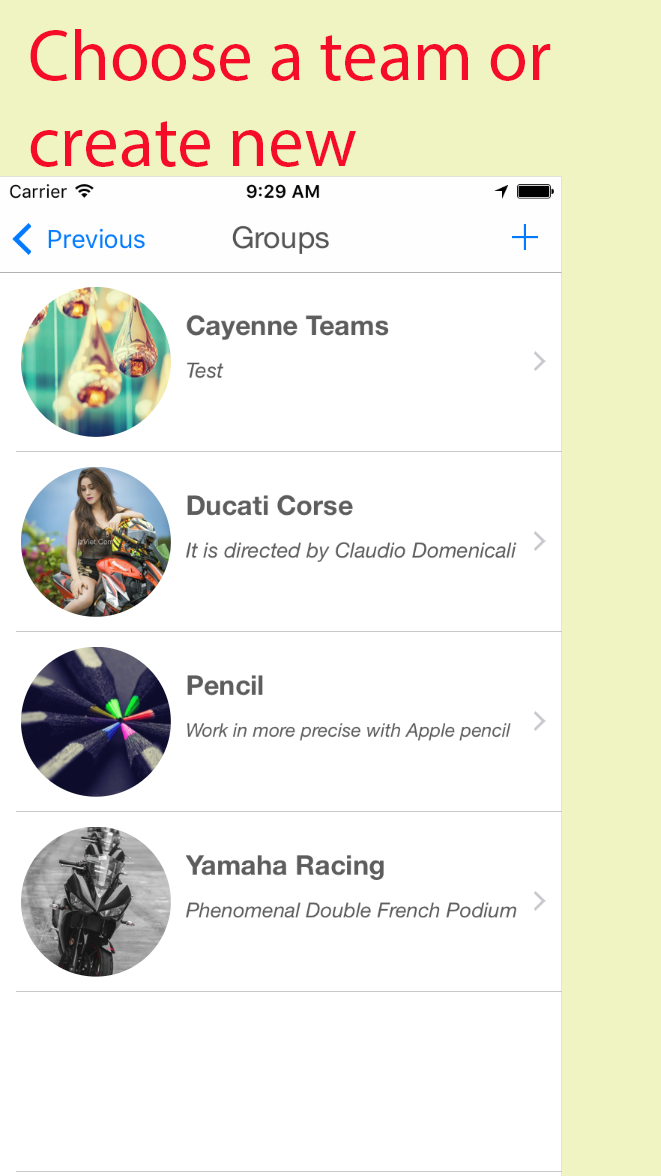 Choose a team or
create new
Carrier 9:29 AM
Previous Groups
Cayenne Teams
Test
Ducati Corse
It is directed by Claudio Domenicali
Pencil
Work in more precise with Apple pencil
Yamaha Racing
Phenomenal Double French Podium